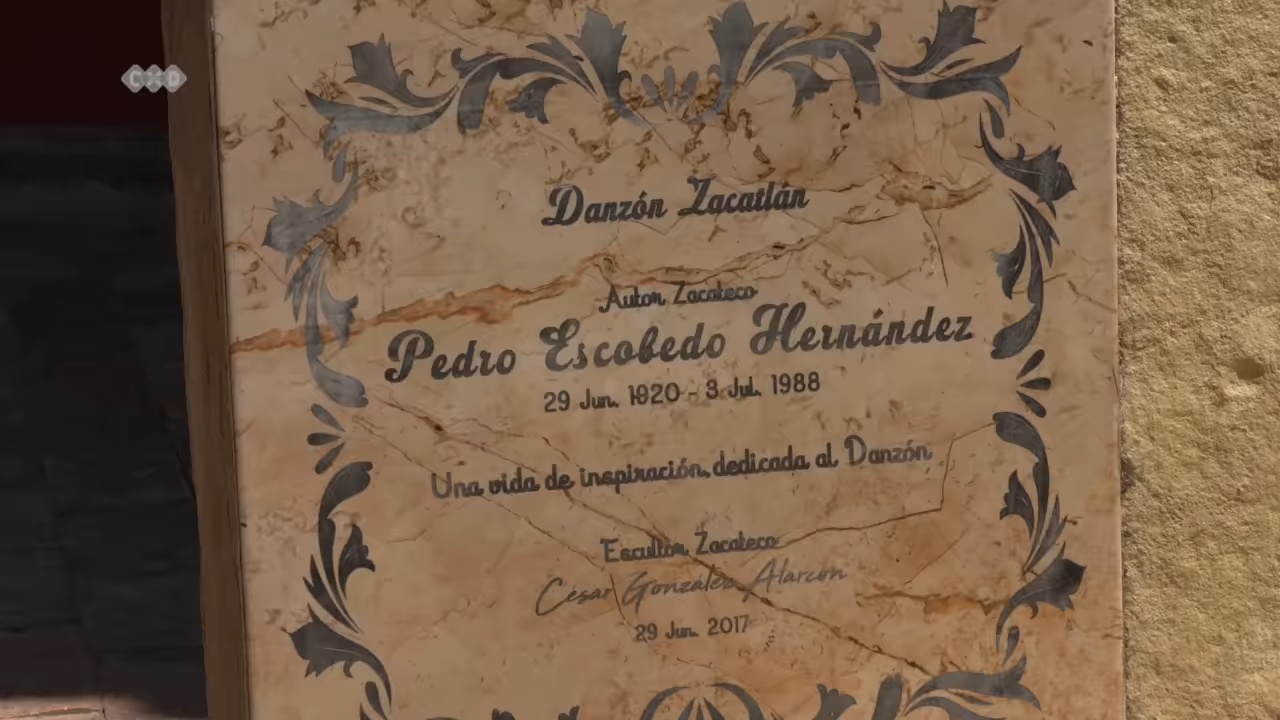 CXD
Danzón Zacatlán
Autor Zacateco
Pedro Escobedo Hernández
29 Jun. 1920 - 3 Jul. 1988
Una vida de inspiración, dedicada al Danzón
Escultor Zacateco
César González Alarcón
29 Jun. 2017